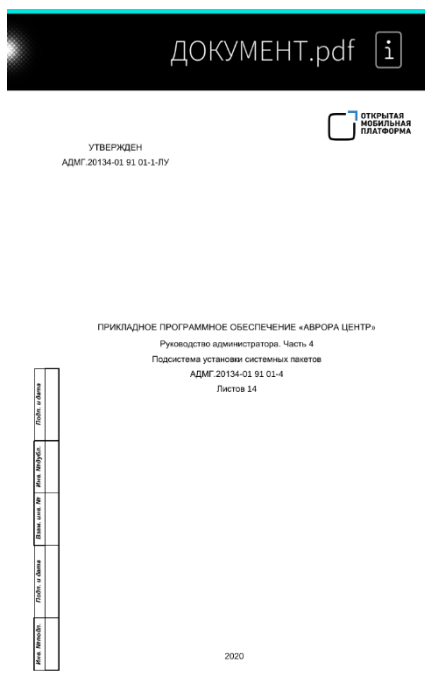 ДОКУМЕНТ.pdf
i
ОТКРЫТАЯ
МОБИЛЬНАЯ
ПЛАТФОРМА
УТВЕРЖДЕН
АДМГ.20134-01 91 01-1-ЛУ
ПРИКЛАДНОЕ ПРОГРАММНОЕ ОБЕСПЕЧЕНИЕ «АВРОРА ЦЕНТР»
Руководство администратора. Часть 4
Подсистема установки системных пакетов
АДМГ.20134-01 91 01-4
Листов 14
Подп. и дата
Инв. №дубл.
Взам. инв. №
Подп. и дата
Инв. №подп.
2020